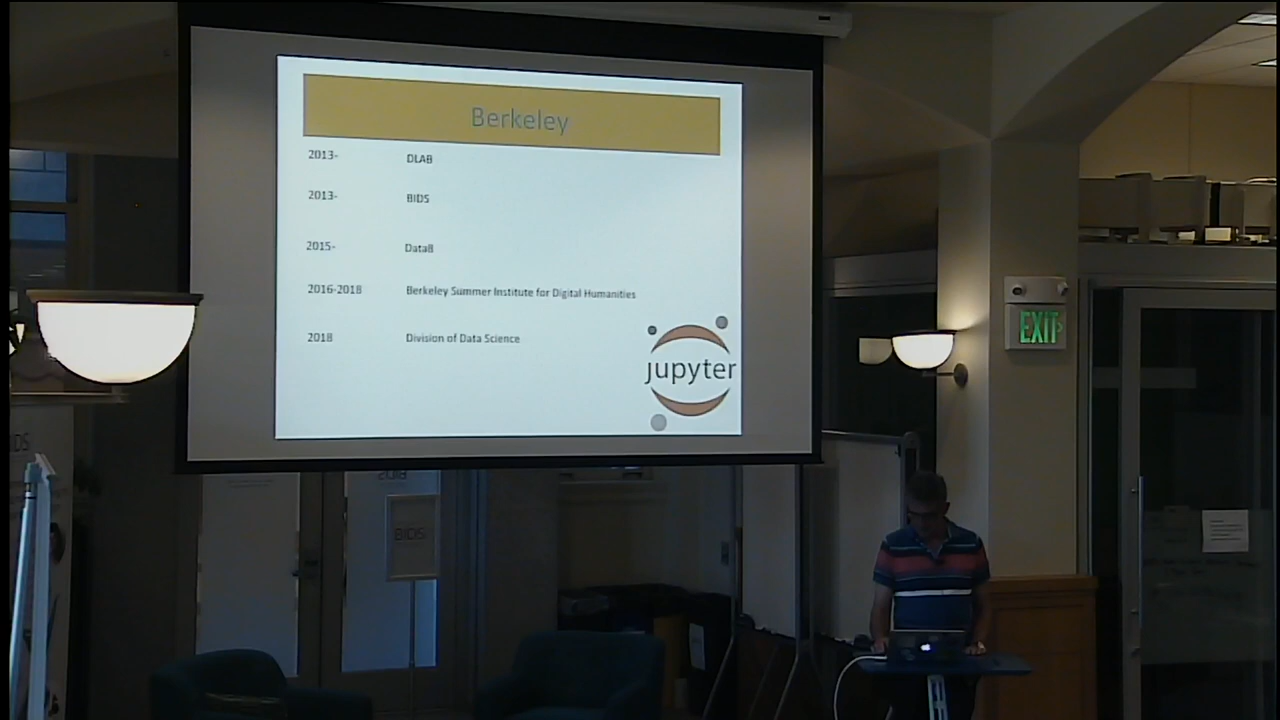 Berkeley
2013- DLAB
2013- BIDS
2015- Data8
2016-2018 Berkeley Summer Institute for Digital Humanities
2018 Division of Data Science
jupyter
EXIT
BIDS